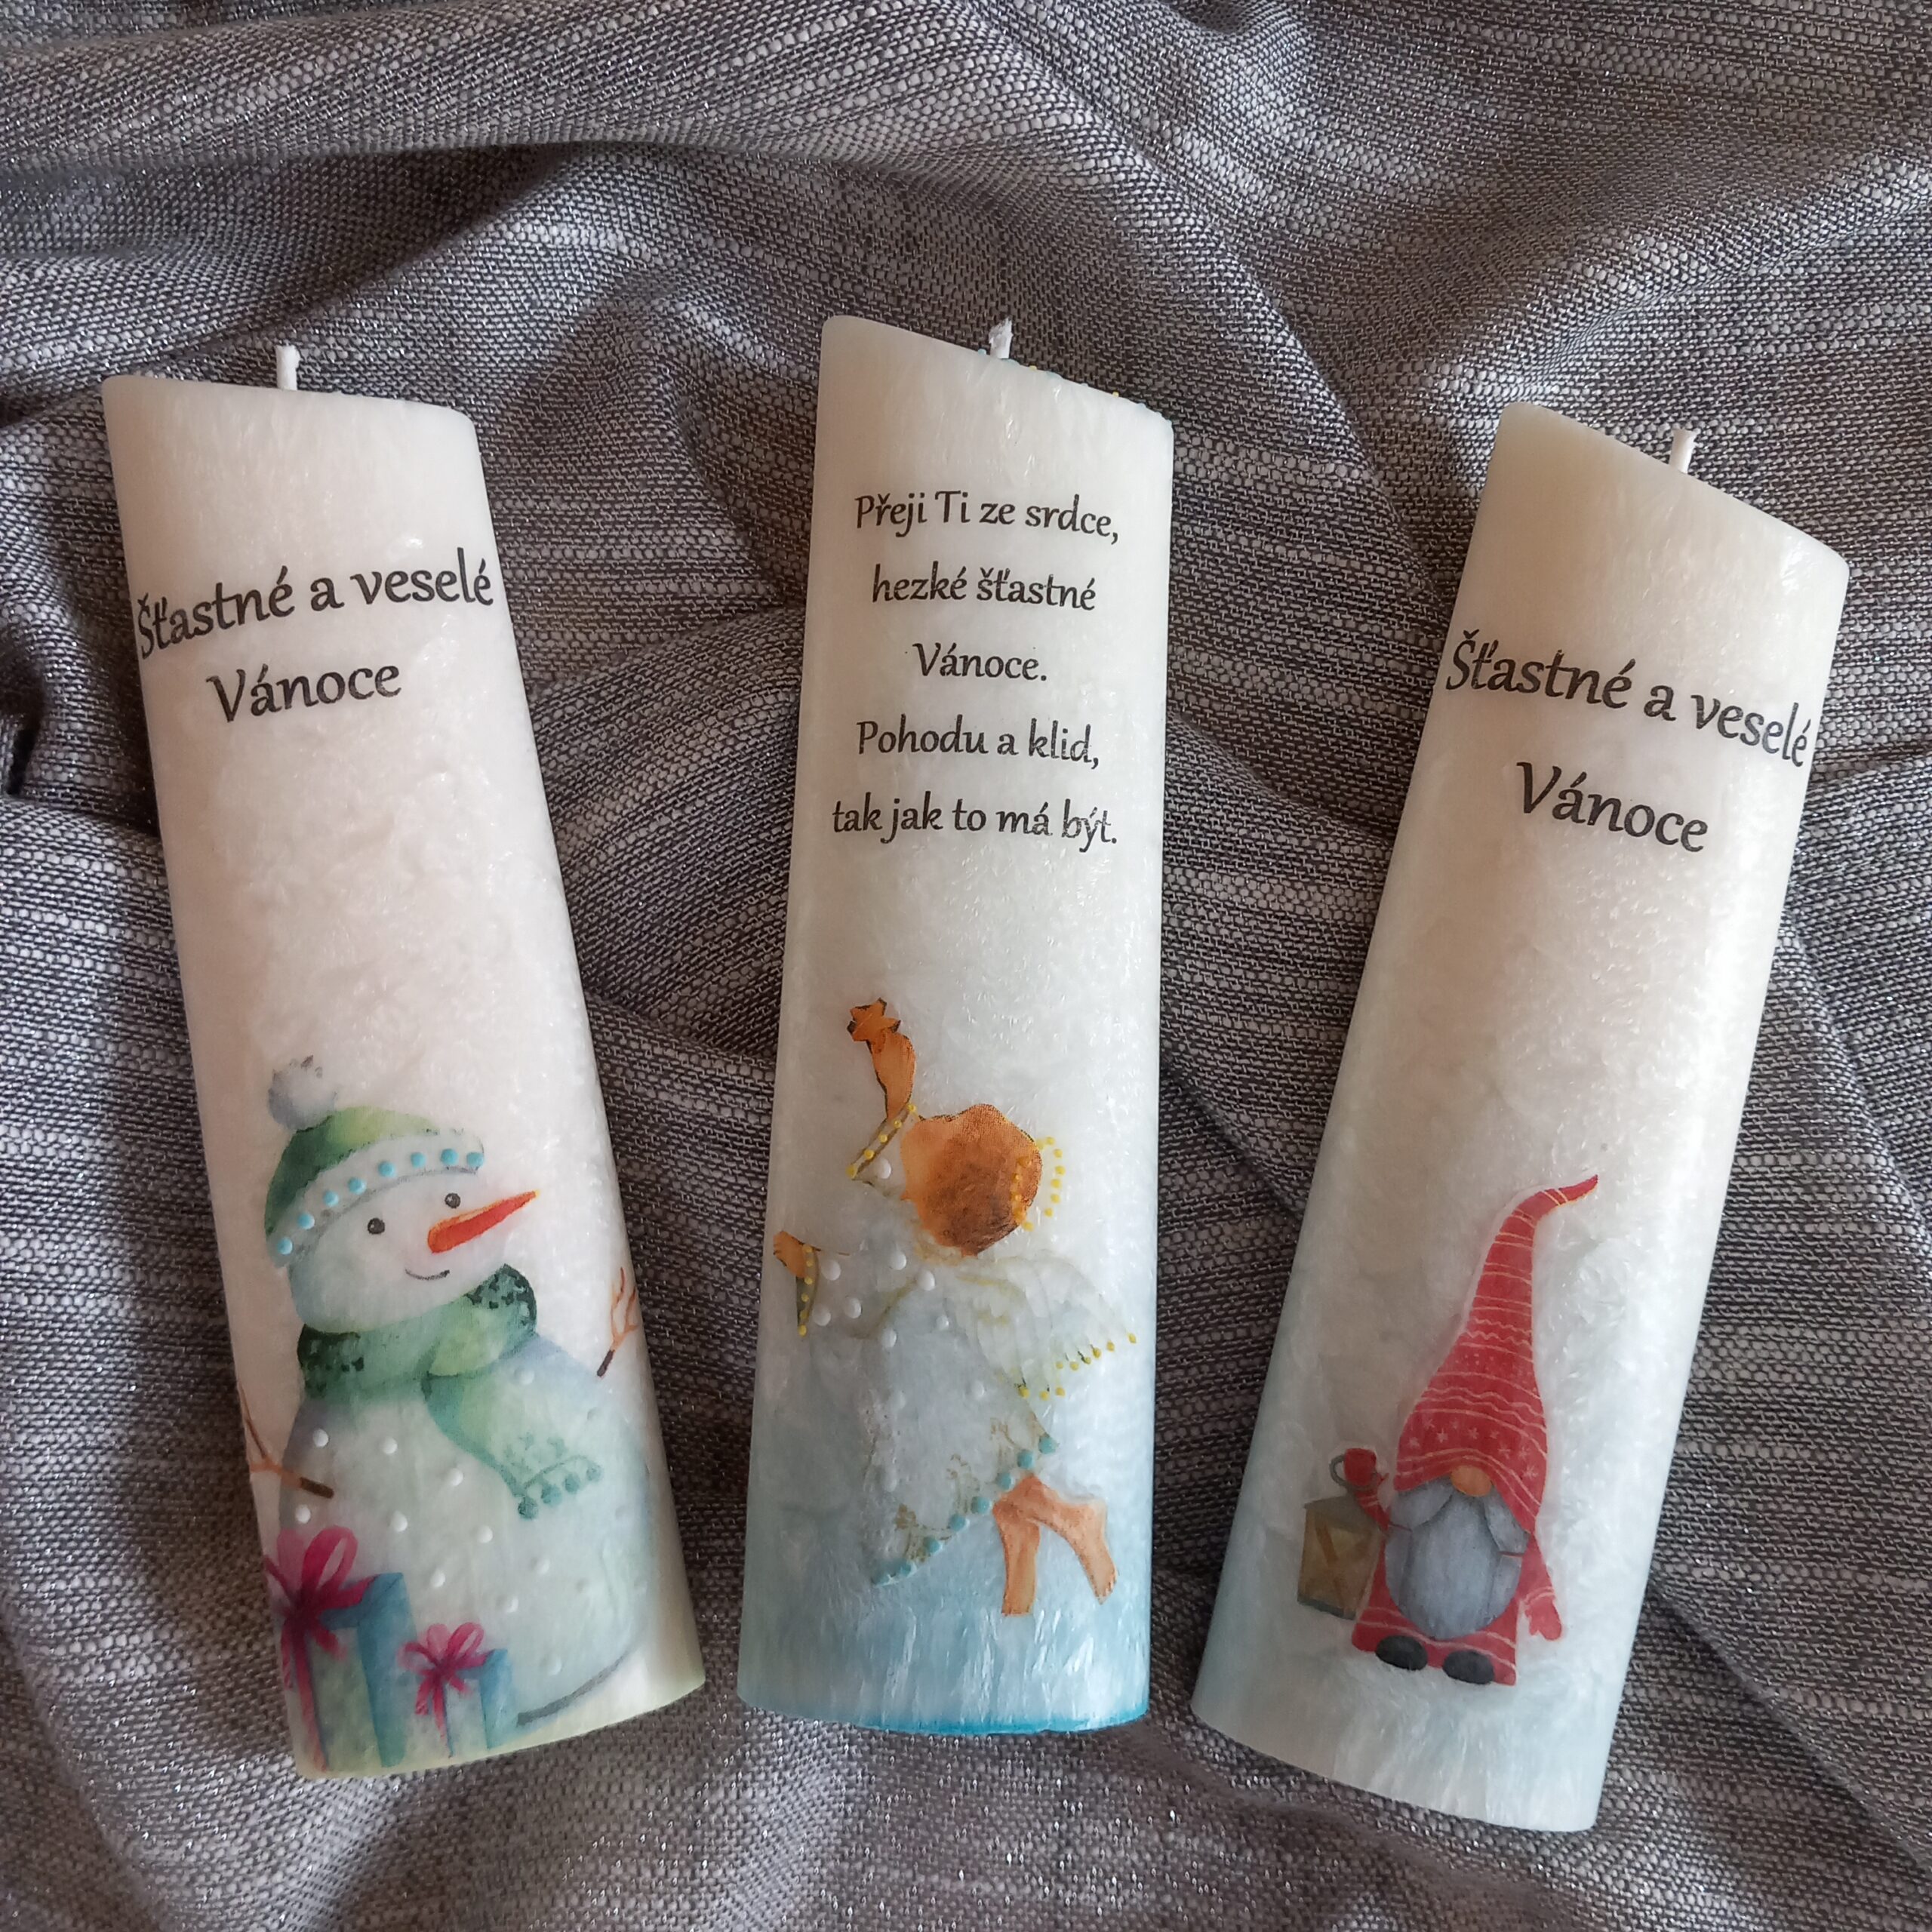 Šťastné a veselé
Vánoce
Přeji Ti ze srdce,
hezké šťastné
Vánoce.
Pohodu a klid,
tak jak to má být.
Šťastné a veselé
Vánoce